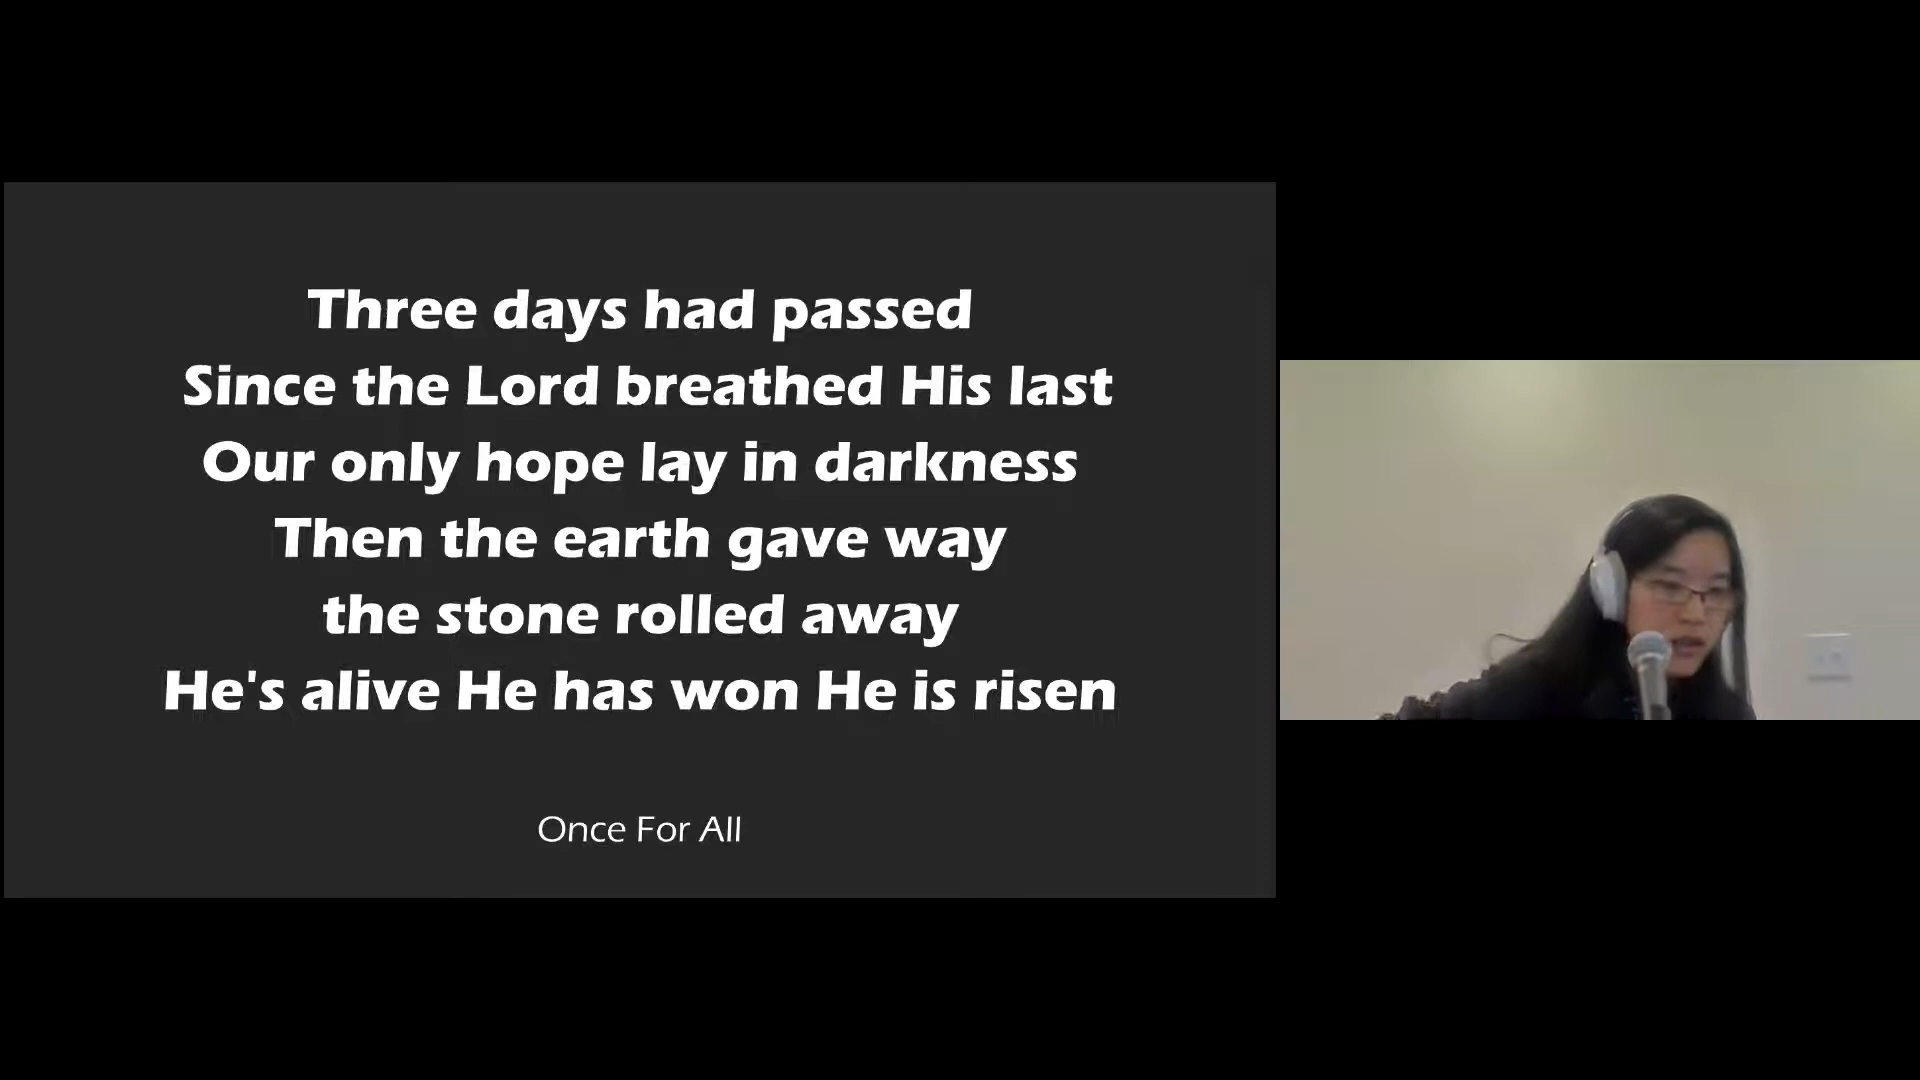 Three days had passed
Since the Lord breathed His last
Our only hope lay in darkness
Then the earth gave way
the stone rolled away
He's alive He has won He is risen
Once For All